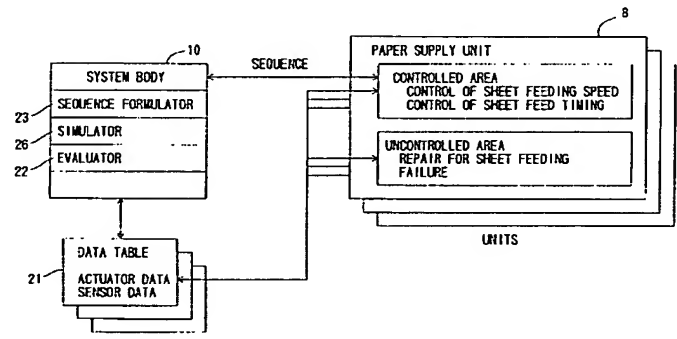 10
SYSTEM BODY
23
SEQUENCE FORMULATOR
26
SIMULATOR
22
EVALUATOR
SEQUENCE
8
PAPER SUPPLY UNIT
CONTROLLED AREA
CONTROL OF SHEET FEEDING SPEED
CONTROL OF SHEET FEED TIMING
UNCONTROLLED AREA
REPAIR FOR SHEET FEEDING
FAILURE
UNITS
21
DATA TABLE
ACTUATOR DATA
SENSOR DATA